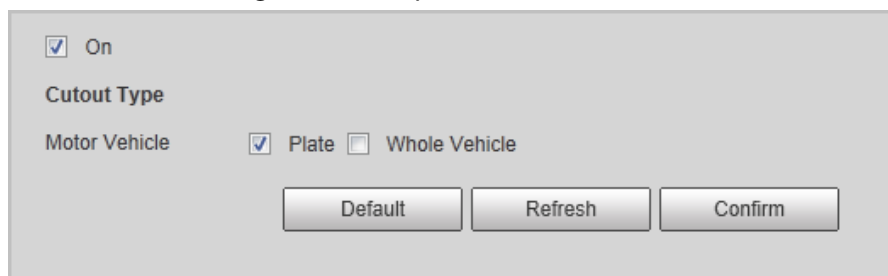 On
Cutout Type
Motor Vehicle Plate Whole Vehicle
Default Refresh Confirm